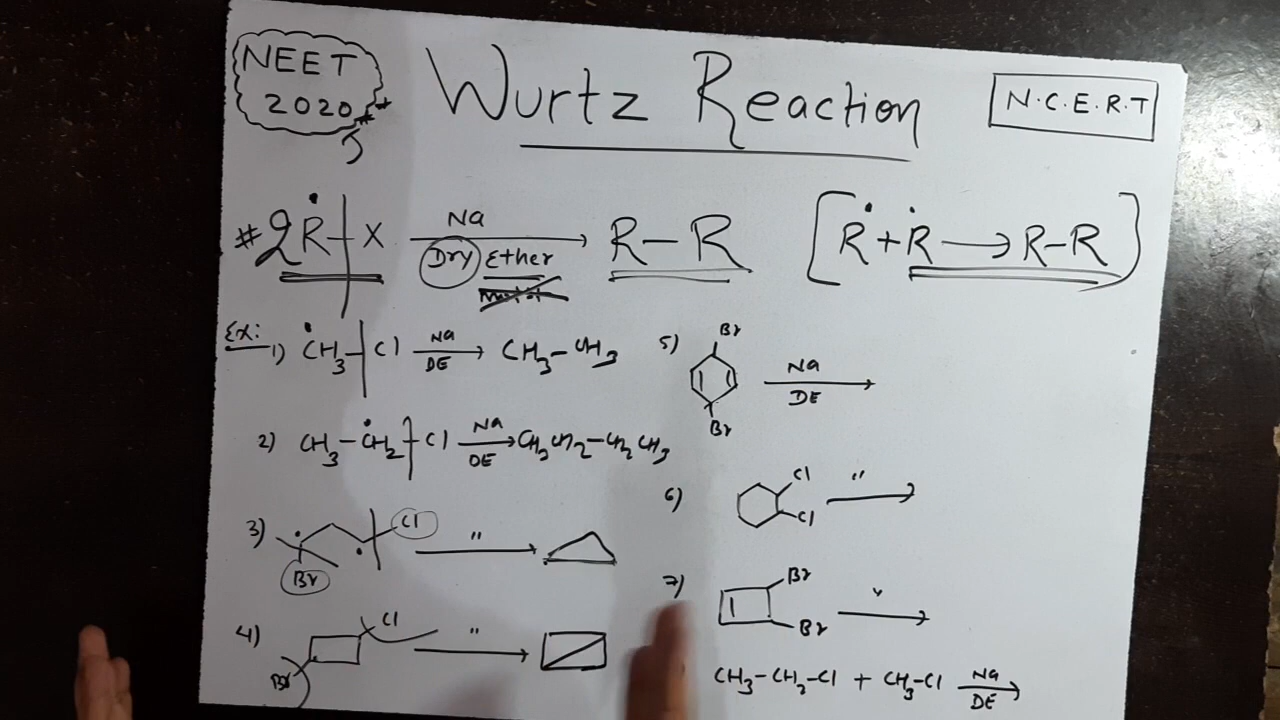 NEET
2020
Wurtz Reaction
N.C.E.R.T
# 2R-X Na Dry Ether R-R [R + R → R-R]
Ex:
1) CH3-Cl Na DE → CH3-CH3
2) CH3-CH2-Cl Na DE → CH3CH2-CH2CH3
3) Br Cl " →
4) Br Cl " →
5) Br Br Na DE →
6) Cl Cl " →
7) Br Br " →
CH3-CH2-Cl + CH3-Cl Na DE →